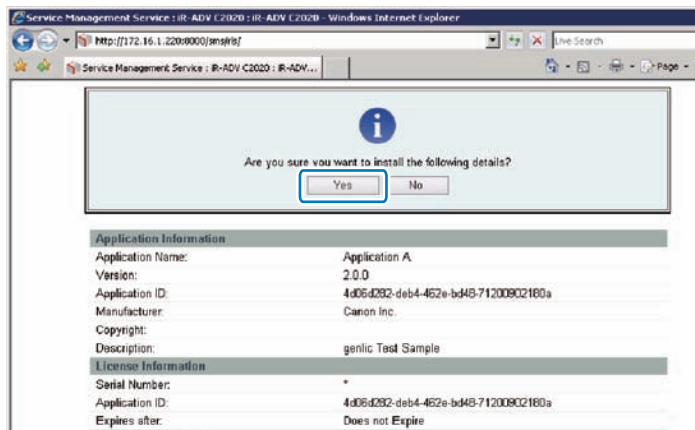 Service Management Service : iR-ADV C2020 : iR-ADV C2020 - Windows Internet Explorer
http://172.16.1.220:8000/sms/rls/
Live Search
Service Management Service : iR-ADV C2020 : iR-ADV...
Page
Are you sure you want to install the following details?
Yes No
Application Information
Application Name: Application A
Version: 2.0.0
Application ID: 4d06d282-deb4-462e-bd48-71200902180a
Manufacturer: Canon Inc.
Copyright:
Description: genlic Test Sample
License Information
Serial Number: *
Application ID: 4d06d282-deb4-462e-bd48-71200902180a
Expires after: Does not Expire